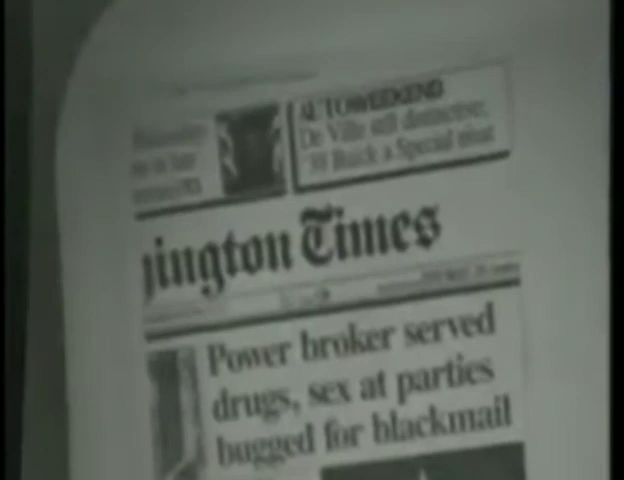 AUTOWEEKEND
De Ville still distinctive;
'39 Buick a Special treat
ington Times
Power broker served
drugs, sex at parties
bugged for blackmail